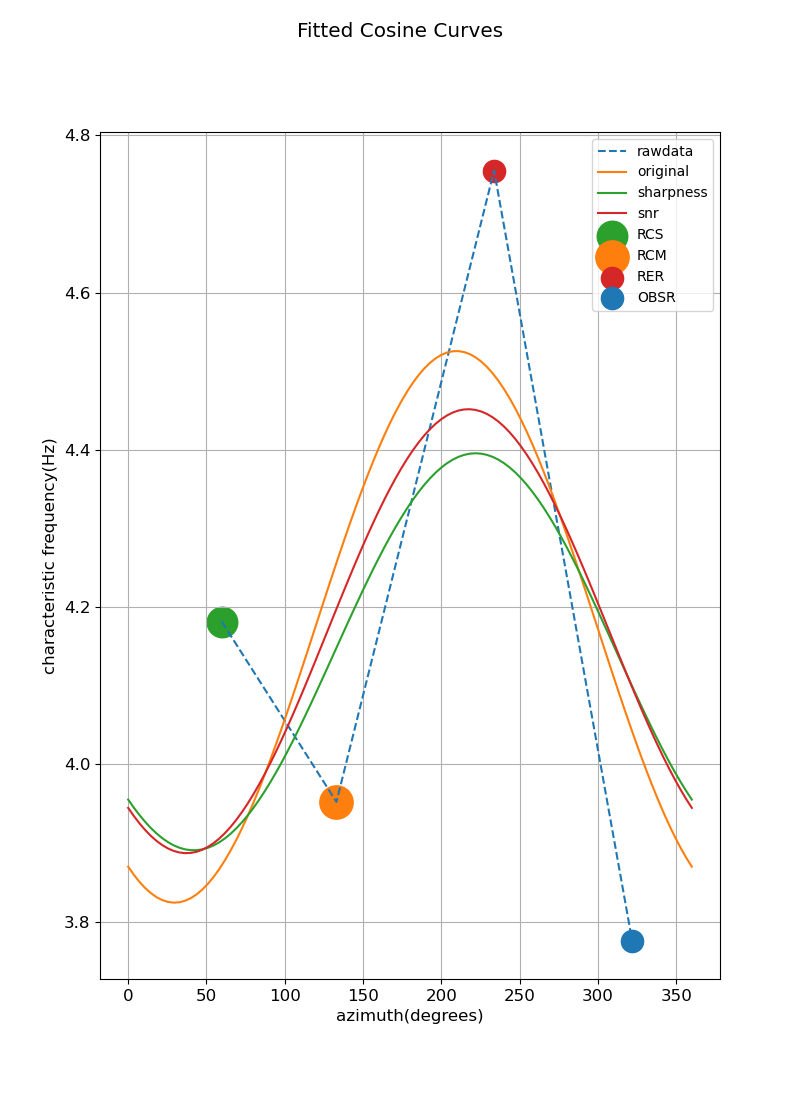 Fitted Cosine Curves
4.8
4.6
4.4
4.2
4.0
3.8
characteristic frequency(Hz)
rawdata
original
sharpness
snr
RCS
RCM
RER
OBSR
0 50 100 150 200 250 300 350
azimuth(degrees)